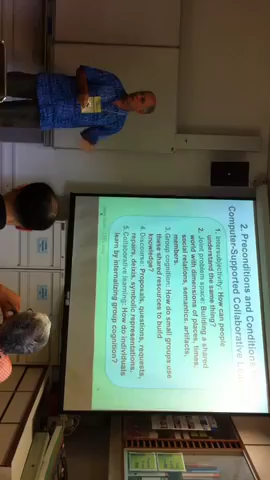 2. Preconditions and Conditions
Computer-Supported Collaborative
1. Intersubjectivity: How can people
understand the same thing?
2. Joint problem space: Building a shared
world with dimensions of places, times,
social relations, semantics, artifacts,
members.
3. Group cognition: How do small groups use
these shared resources to build
knowledge?
4. Discourse: Proposals, questions, requests,
repairs, deixis, symbolic representations,
5. Collaborative learning: How do individuals
learn by internalizing group cognition?